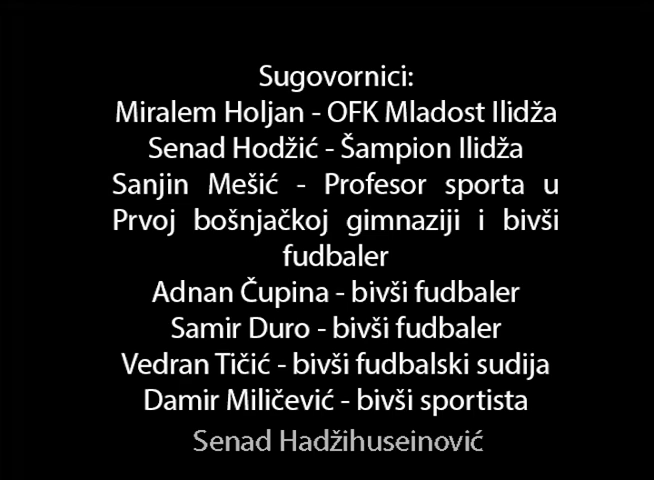 Sugovornici:
Miralem Holjan - OFK Mladost Ilidža
Senad Hodžić - Šampion Ilidža
Sanjin Mešić - Profesor sporta u
Prvoj bošnjačkoj gimnaziji i bivši
fudbaler
Adnan Čupina - bivši fudbaler
Samir Duro - bivši fudbaler
Vedran Tičić - bivši fudbalski sudija
Damir Miličević - bivši sportista
Senad Hadžihuseinović